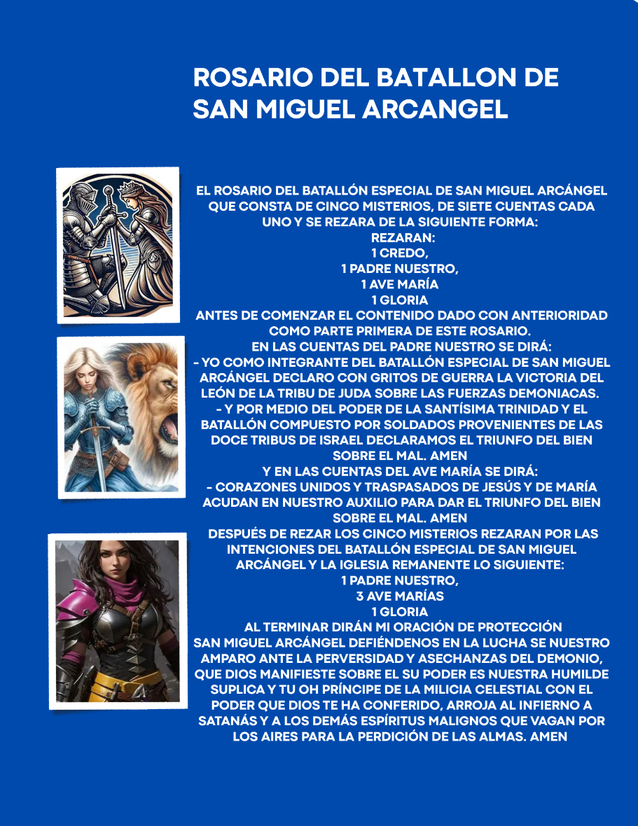 ROSARIO DEL BATALLON DE
SAN MIGUEL ARCANGEL
EL ROSARIO DEL BATALLÓN ESPECIAL DE SAN MIGUEL ARCÁNGEL
QUE CONSTA DE CINCO MISTERIOS, DE SIETE CUENTAS CADA
UNO Y SE REZARA DE LA SIGUIENTE FORMA:
REZARAN:
1 CREDO,
1 PADRE NUESTRO,
1 AVE MARÍA
1 GLORIA
ANTES DE COMENZAR EL CONTENIDO DADO CON ANTERIORIDAD
COMO PARTE PRIMERA DE ESTE ROSARIO.
EN LAS CUENTAS DEL PADRE NUESTRO SE DIRÁ:
- YO COMO INTEGRANTE DEL BATALLÓN ESPECIAL DE SAN MIGUEL
ARCÁNGEL DECLARO CON GRITOS DE GUERRA LA VICTORIA DEL
LEÓN DE LA TRIBU DE JUDA SOBRE LAS FUERZAS DEMONIACAS.
- Y POR MEDIO DEL PODER DE LA SANTÍSIMA TRINIDAD Y EL
BATALLÓN COMPUESTO POR SOLDADOS PROVENIENTES DE LAS
DOCE TRIBUS DE ISRAEL DECLARAMOS EL TRIUNFO DEL BIEN
SOBRE EL MAL. AMEN
Y EN LAS CUENTAS DEL AVE MARÍA SE DIRÁ:
- CORAZONES UNIDOS Y TRASPASADOS DE JESÚS Y DE MARÍA
ACUDAN EN NUESTRO AUXILIO PARA DAR EL TRIUNFO DEL BIEN
SOBRE EL MAL. AMEN
DESPUÉS DE REZAR LOS CINCO MISTERIOS REZARAN POR LAS
INTENCIONES DEL BATALLÓN ESPECIAL DE SAN MIGUEL
ARCÁNGEL Y LA IGLESIA REMANENTE LO SIGUIENTE:
1 PADRE NUESTRO,
3 AVE MARÍAS
1 GLORIA
AL TERMINAR DIRÁN MI ORACIÓN DE PROTECCIÓN
SAN MIGUEL ARCÁNGEL DEFIÉNDENOS EN LA LUCHA SE NUESTRO
AMPARO ANTE LA PERVERSIDAD Y ASECHANZAS DEL DEMONIO,
QUE DIOS MANIFIESTE SOBRE EL SU PODER ES NUESTRA HUMILDE
SUPLICA Y TU OH PRÍNCIPE DE LA MILICIA CELESTIAL CON EL
PODER QUE DIOS TE HA CONFERIDO, ARROJA AL INFIERNO A
SATANÁS Y A LOS DEMÁS ESPÍRITUS MALIGNOS QUE VAGAN POR
LOS AIRES PARA LA PERDICIÓN DE LAS ALMAS. AMEN